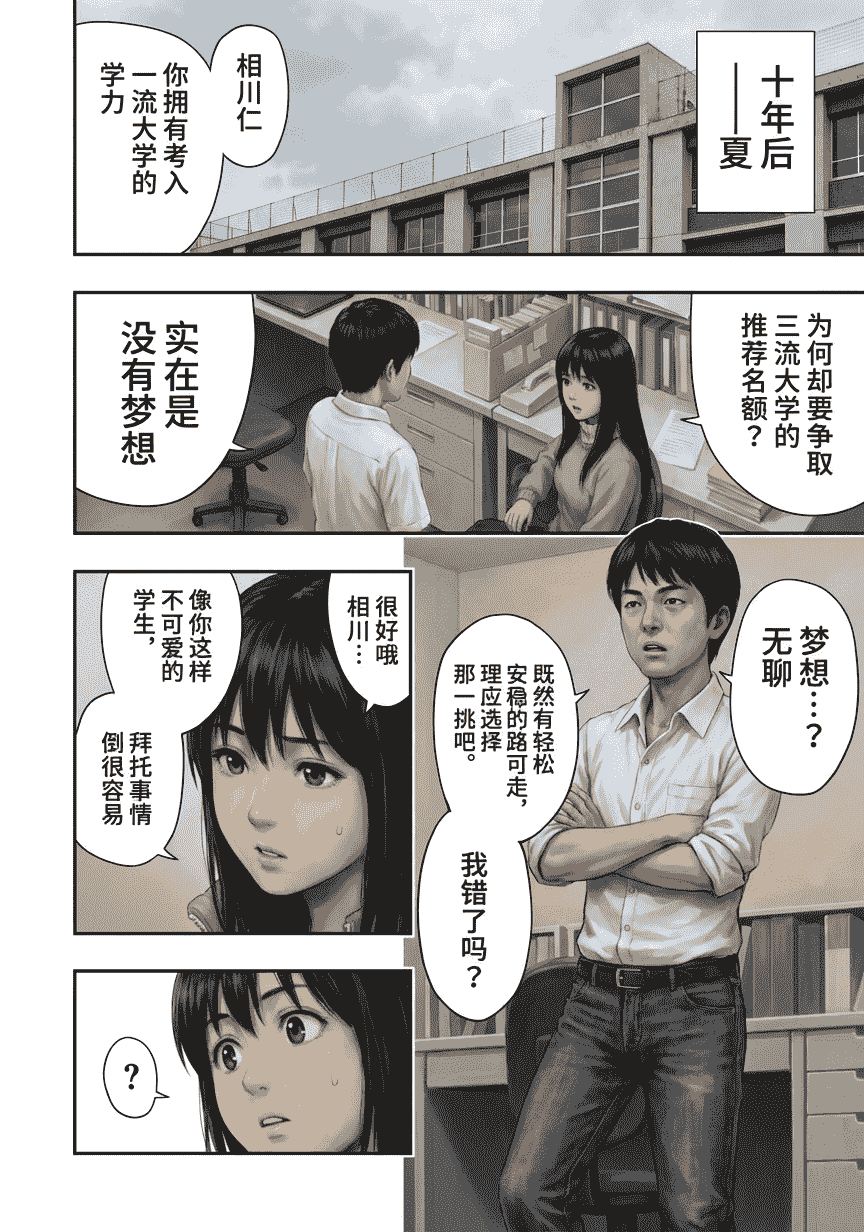 十年后
——夏
相川仁
你拥有考入
一流大学的
学力
为何却要争取
三流大学的
推荐名额？
实在是
没有梦想
梦想…？
无聊
既然有轻松
安稳的路可走，
理应选择
那一挑吧。
我错了吗？
很好哦
相川…
像你这样
不可爱的
学生，
拜托事情
倒很容易
？